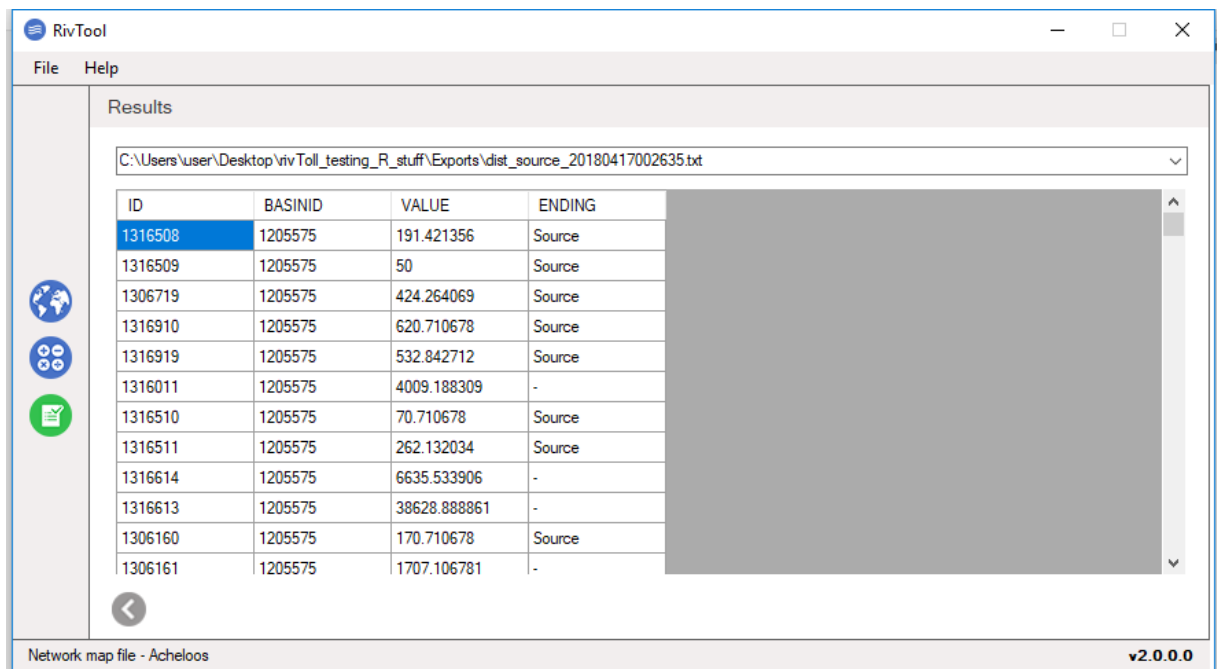 RivTool
File Help
Results
C:\Users\user\Desktop\rivToll_testing_R_stuff\Exports\dist_source_20180417002635.txt
ID BASINID VALUE ENDING
1316508 1205575 191.421356 Source
1316509 1205575 50 Source
1306719 1205575 424.264069 Source
1316910 1205575 620.710678 Source
1316919 1205575 532.842712 Source
1316011 1205575 4009.188309 -
1316510 1205575 70.710678 Source
1316511 1205575 262.132034 Source
1316614 1205575 6635.533906 -
1316613 1205575 38628.888861 -
1306160 1205575 170.710678 Source
1306161 1205575 1707.106781 -
Network map file - Acheloos v2.0.0.0